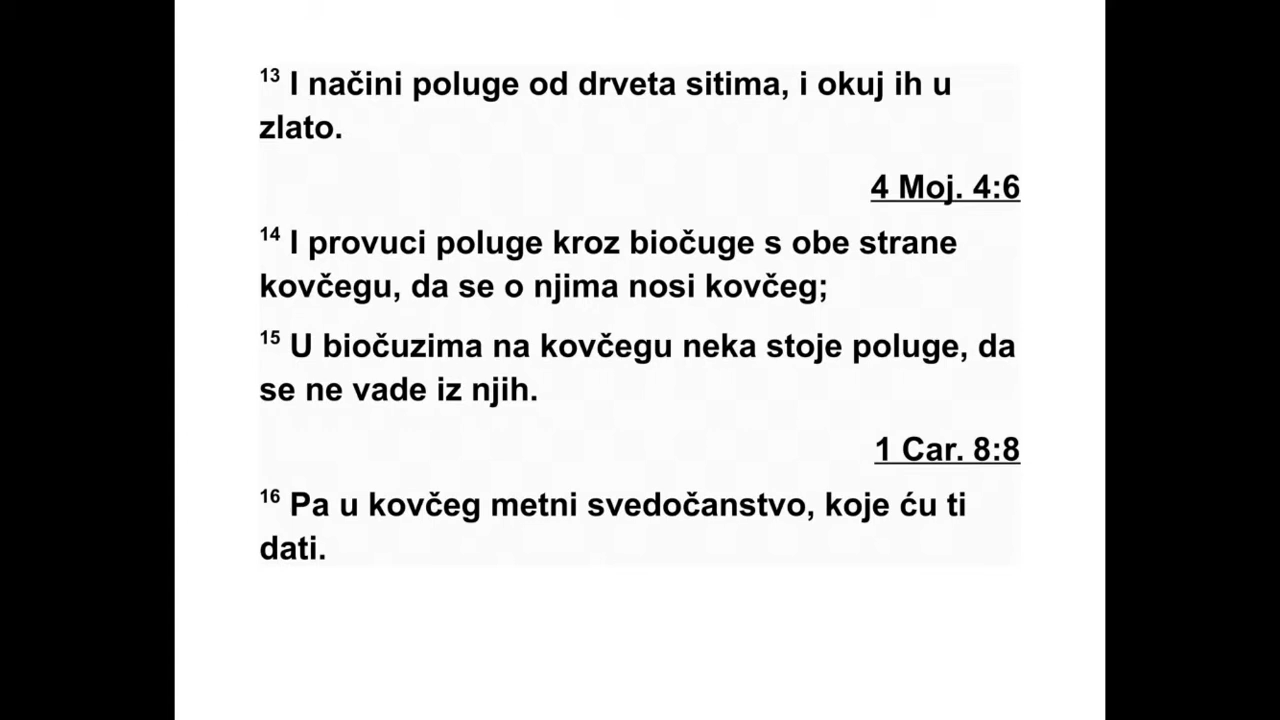 13 I načini poluge od drveta sitima, i okuj ih u
zlato.
4 Moj. 4:6
14 I provuci poluge kroz biočuge s obe strane
kovčegu, da se o njima nosi kovčeg;
15 U biočuzima na kovčegu neka stoje poluge, da
se ne vade iz njih.
1 Car. 8:8
16 Pa u kovčeg metni svedočanstvo, koje ću ti
dati.